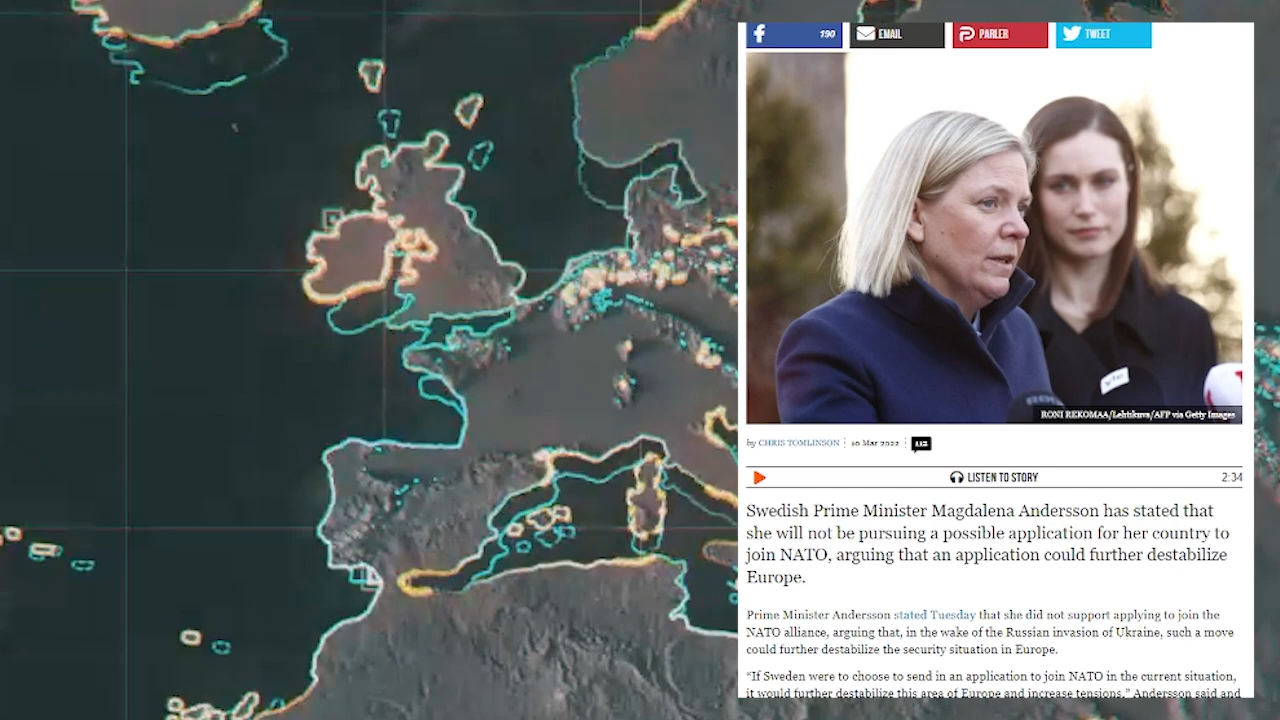 190
EMAIL
PARLER
TWEET
RONI REKOMAA/Lehtikuva/AFP via Getty Images
by CHRIS TOMLINSON 10 Mar 2022
LISTEN TO STORY 2:34
Swedish Prime Minister Magdalena Andersson has stated that
she will not be pursuing a possible application for her country to
join NATO, arguing that an application could further destabilize
Europe.
Prime Minister Andersson stated Tuesday that she did not support applying to join the
NATO alliance, arguing that, in the wake of the Russian invasion of Ukraine, such a move
could further destabilize the security situation in Europe.
“If Sweden were to choose to send in an application to join NATO in the current situation,
it would further destabilize this area of Europe and increase tensions,” Andersson said and